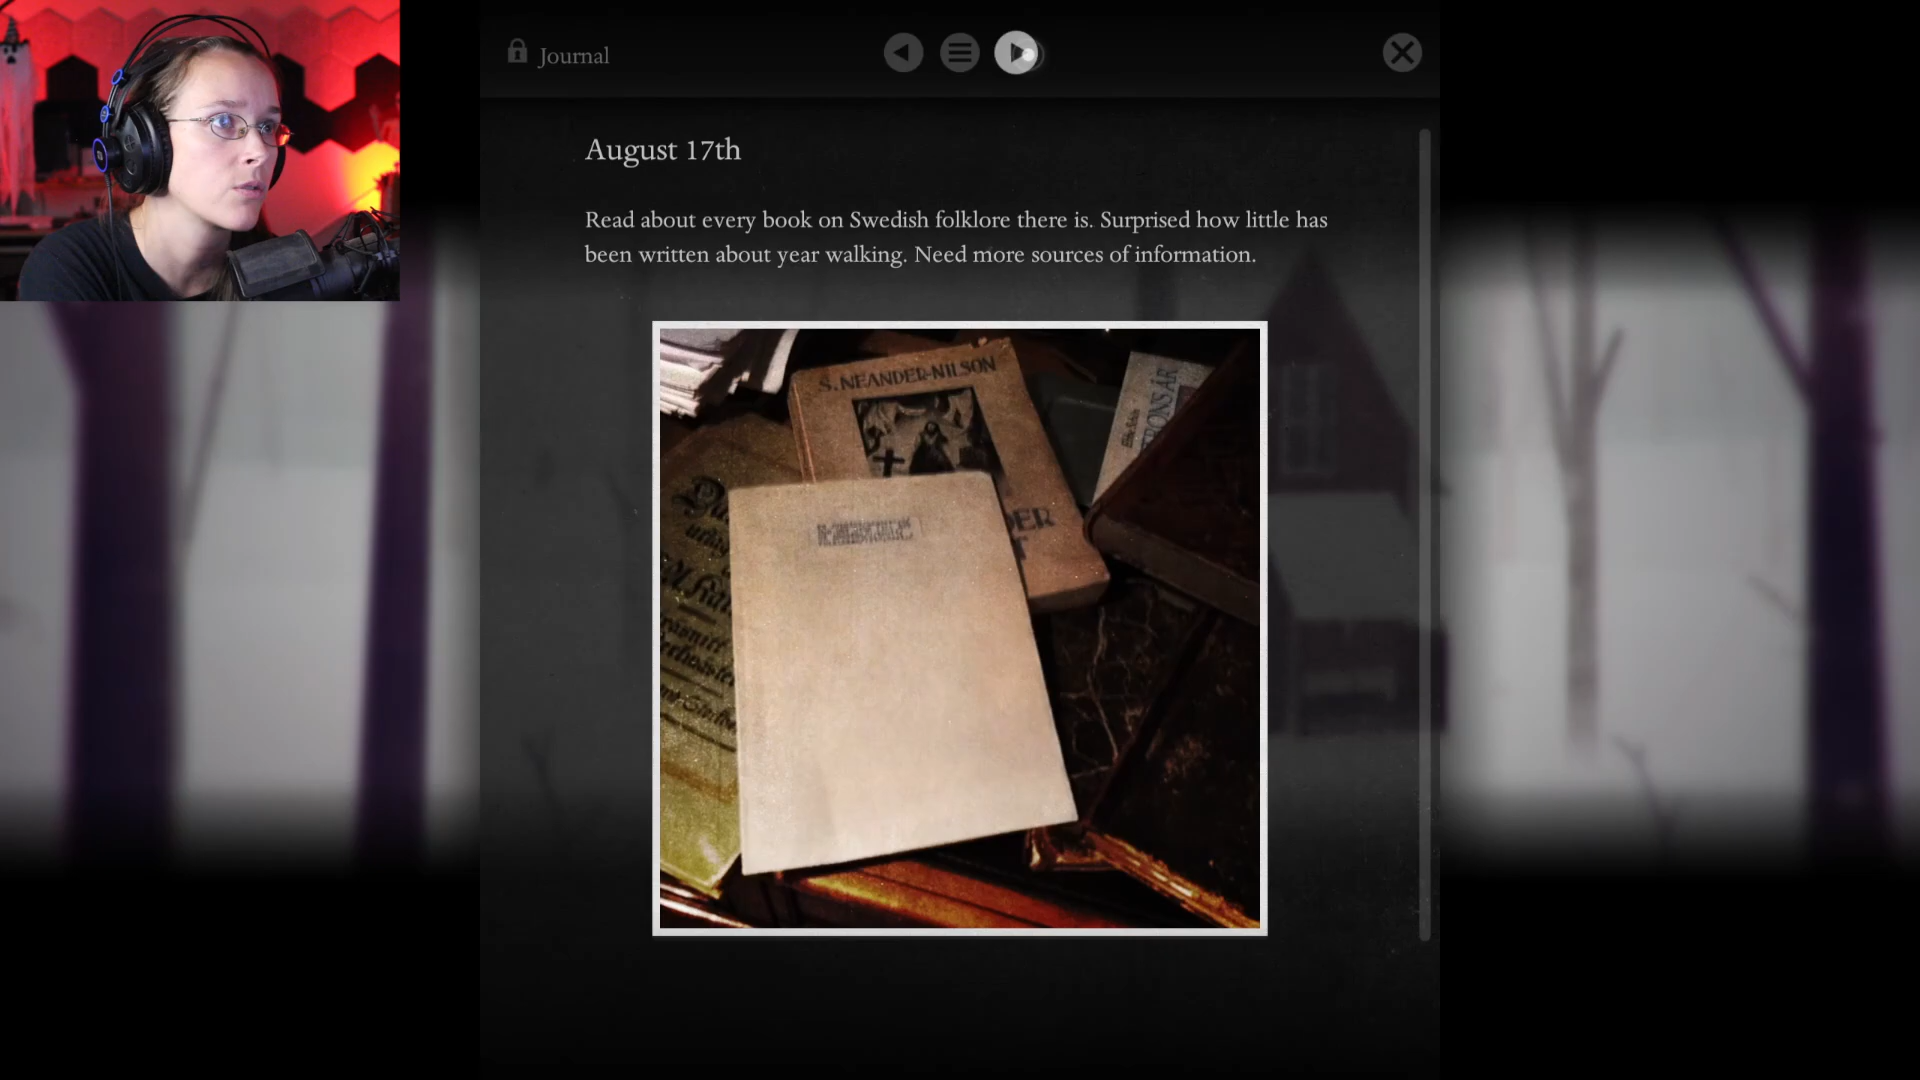 Journal
August 17th
Read about every book on Swedish folklore there is. Surprised how little has
been written about year walking. Need more sources of information.
S. NEANDER-NILSON